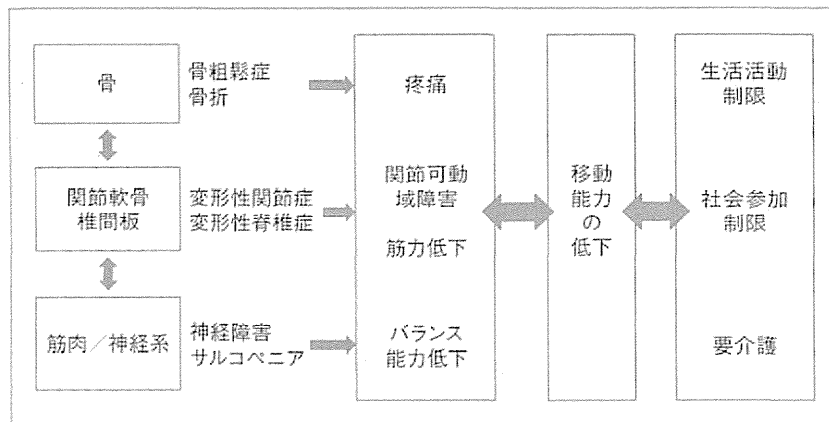 骨
骨粗鬆症
骨折
関節軟骨
椎間板
変形性関節症
変形性脊椎症
筋肉／神経系
神経障害
サルコペニア
疼痛
関節可動
域障害
筋力低下
バランス
能力低下
移動
能力
の
低下
生活活動
制限
社会参加
制限
要介護